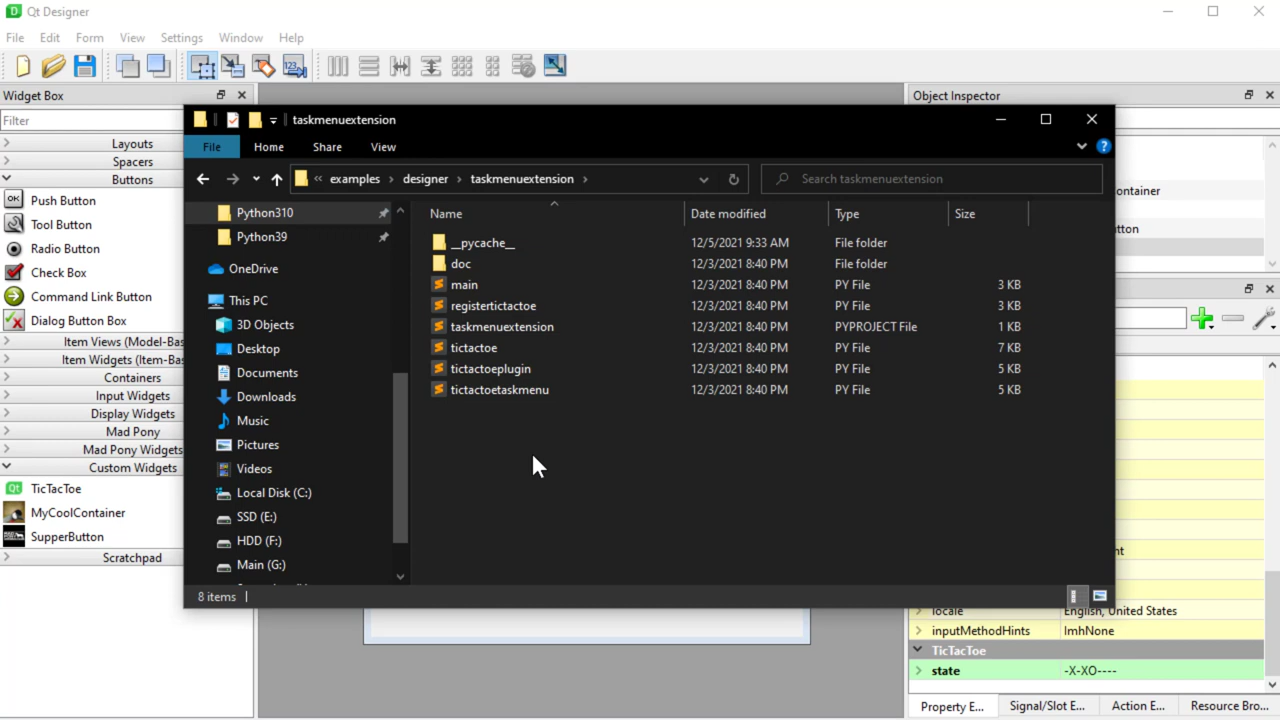 Qt Designer
File Edit Form View Settings Window Help
Widget Box
Filter
Layouts
Spacers
Buttons
OK Push Button
Tool Button
Radio Button
Check Box
Command Link Button
Dialog Button Box
Item Views (Model-Bas
Item Widgets (Item-Bas
Containers
Input Widgets
Display Widgets
Mad Pony
Mad Pony Widgets
Custom Widgets
Qt TicTacToe
MyCoolContainer
SupperButton
Scratchpad
taskmenuextension
File Home Share View
« examples › designer › taskmenuextension ›
Search taskmenuextension
Python310
Python39
OneDrive
This PC
3D Objects
Desktop
Documents
Downloads
Music
Pictures
Videos
Local Disk (C:)
SSD (E:)
HDD (F:)
Main (G:)
Name Date modified Type Size
__pycache__ 12/5/2021 9:33 AM File folder
doc 12/3/2021 8:40 PM File folder
main 12/3/2021 8:40 PM PY File 3 KB
registertictactoe 12/3/2021 8:40 PM PY File 3 KB
taskmenuextension 12/3/2021 8:40 PM PYPROJECT File 1 KB
tictactoe 12/3/2021 8:40 PM PY File 7 KB
tictactoeplugin 12/3/2021 8:40 PM PY File 5 KB
tictactoetaskmenu 12/3/2021 8:40 PM PY File 5 KB
8 items
Object Inspector
ontainer
tton
nt
locale English, United States
inputMethodHints ImhNone
TicTacToe
state -X-XO----
Property E... Signal/Slot E... Action E... Resource Bro...